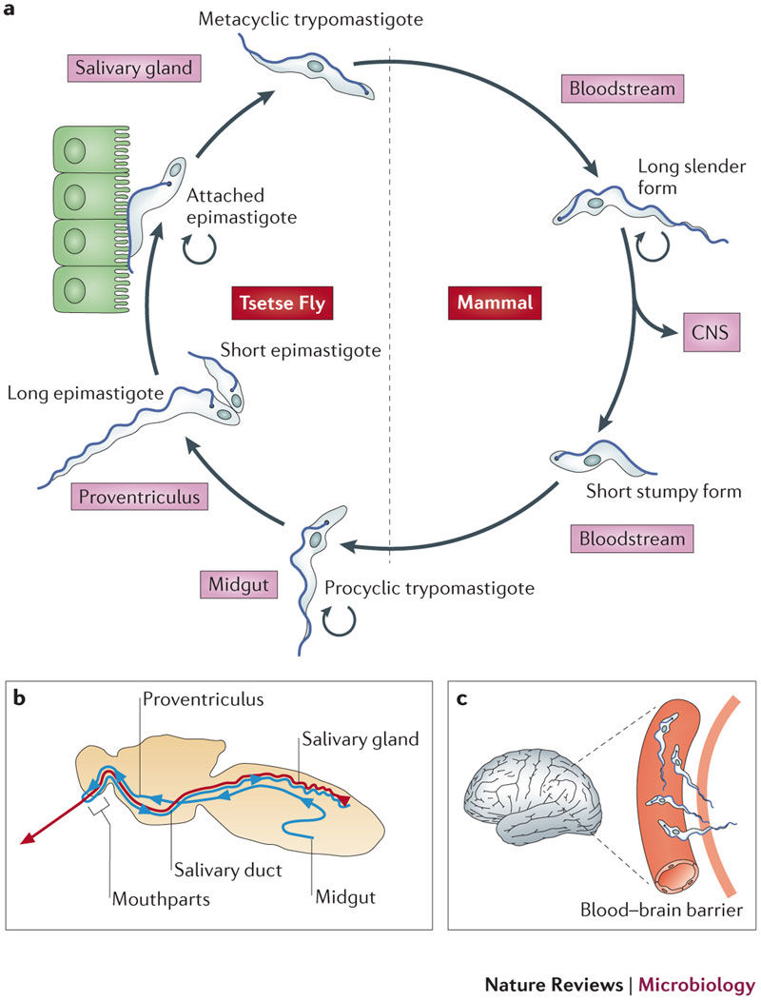 a
Metacyclic trypomastigote
Salivary gland
Bloodstream
Long slender
form
Attached
epimastigote
Tsetse Fly
Mammal
CNS
Short epimastigote
Long epimastigote
Proventriculus
Short stumpy form
Bloodstream
Midgut
Procyclic trypomastigote
b
Proventriculus
Salivary gland
Salivary duct
Mouthparts
Midgut
c
Blood–brain barrier
Nature Reviews | Microbiology